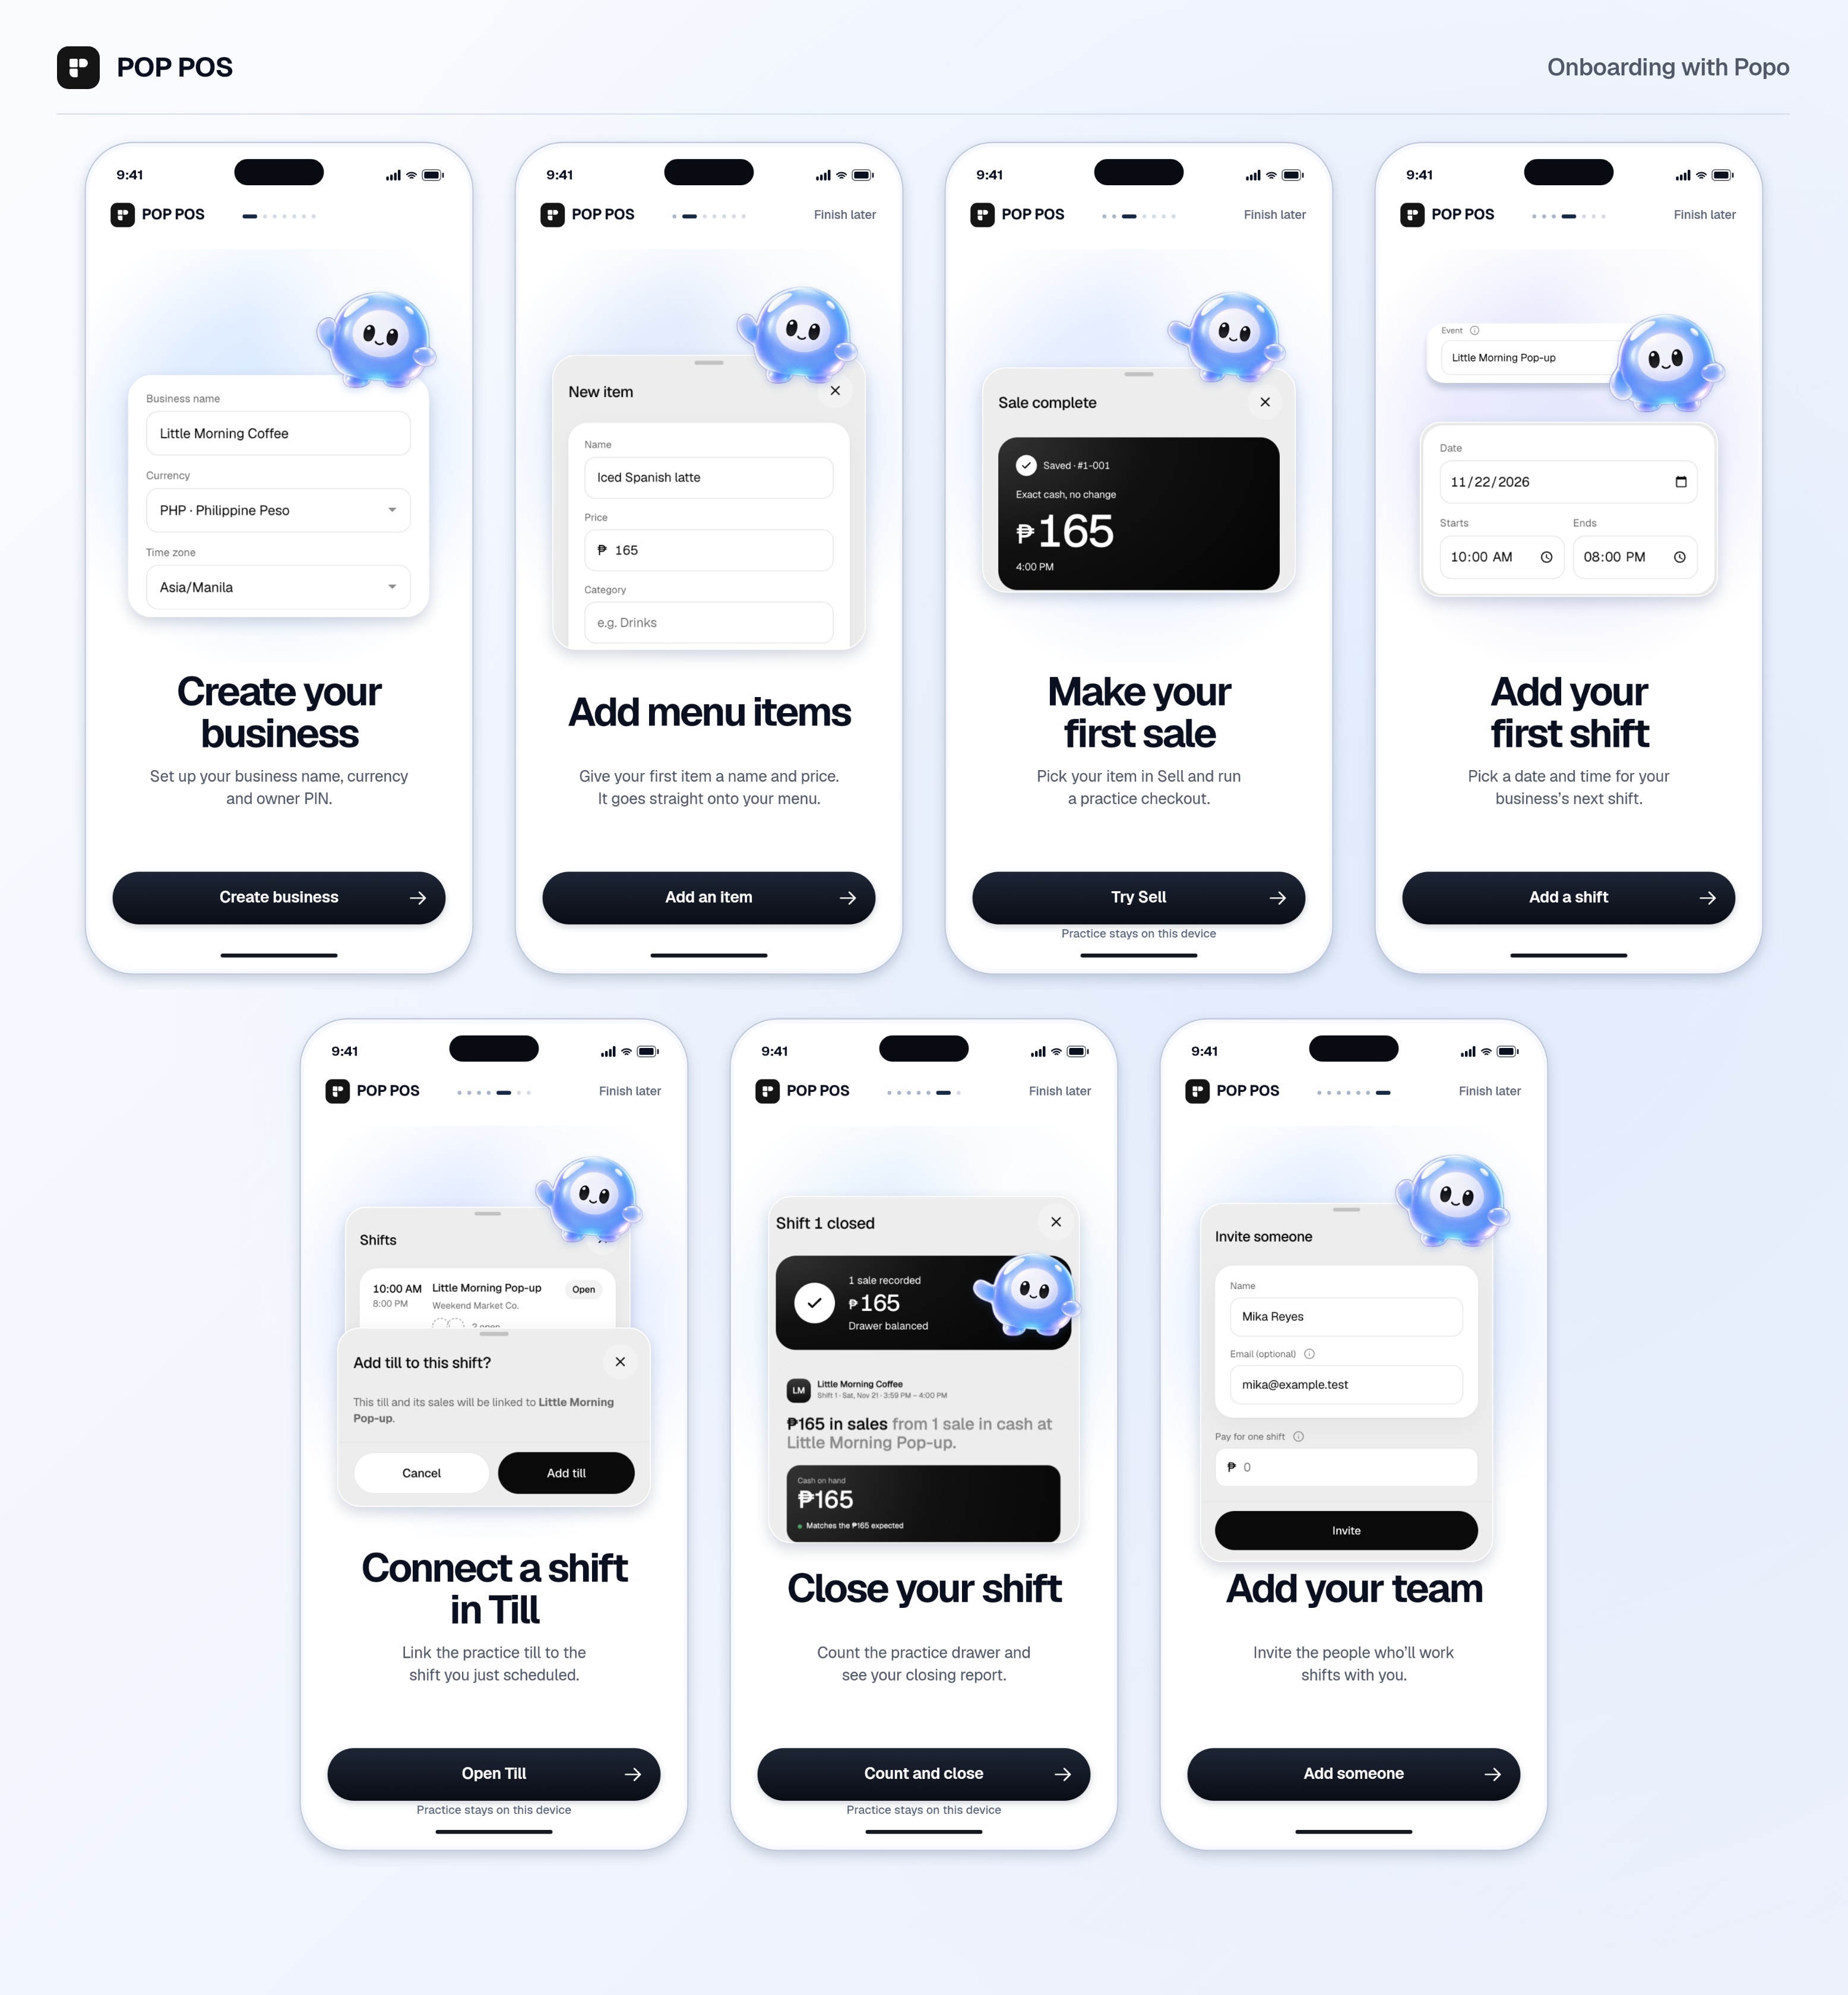 POP POS
Onboarding with Popo
9:41
POP POS
Business name
Little Morning Coffee
Currency
PHP · Philippine Peso
Time zone
Asia/Manila
Create your
business
Set up your business name, currency
and owner PIN.
Create business
9:41
POP POS
Finish later
New item
Name
Iced Spanish latte
Price
₱ 165
Category
e.g. Drinks
Add menu items
Give your first item a name and price.
It goes straight onto your menu.
Add an item
9:41
POP POS
Finish later
Sale complete
Saved · #1-001
Exact cash, no change
₱165
4:00 PM
Make your
first sale
Pick your item in Sell and run
a practice checkout.
Try Sell
Practice stays on this device
9:41
POP POS
Finish later
Event
Little Morning Pop-up
Date
11/22/2026
Starts
Ends
10:00 AM
08:00 PM
Add your
first shift
Pick a date and time for your
business’s next shift.
Add a shift
9:41
POP POS
Finish later
Shifts
10:00 AM
Little Morning Pop-up
Open
8:00 PM
Weekend Market Co.
Add till to this shift?
This till and its sales will be linked to Little Morning
Pop-up.
Cancel
Add till
Connect a shift
in Till
Link the practice till to the
shift you just scheduled.
Open Till
Practice stays on this device
9:41
POP POS
Finish later
Shift 1 closed
1 sale recorded
₱165
Drawer balanced
LM
Little Morning Coffee
Shift 1 · Sat, Nov 21 · 3:59 PM – 4:00 PM
₱165 in sales from 1 sale in cash at
Little Morning Pop-up.
Cash on hand
₱165
Matches the ₱165 expected
Close your shift
Count the practice drawer and
see your closing report.
Count and close
Practice stays on this device
9:41
POP POS
Finish later
Invite someone
Name
Mika Reyes
Email (optional)
mika@example.test
Pay for one shift
₱ 0
Invite
Add your team
Invite the people who’ll work
shifts with you.
Add someone